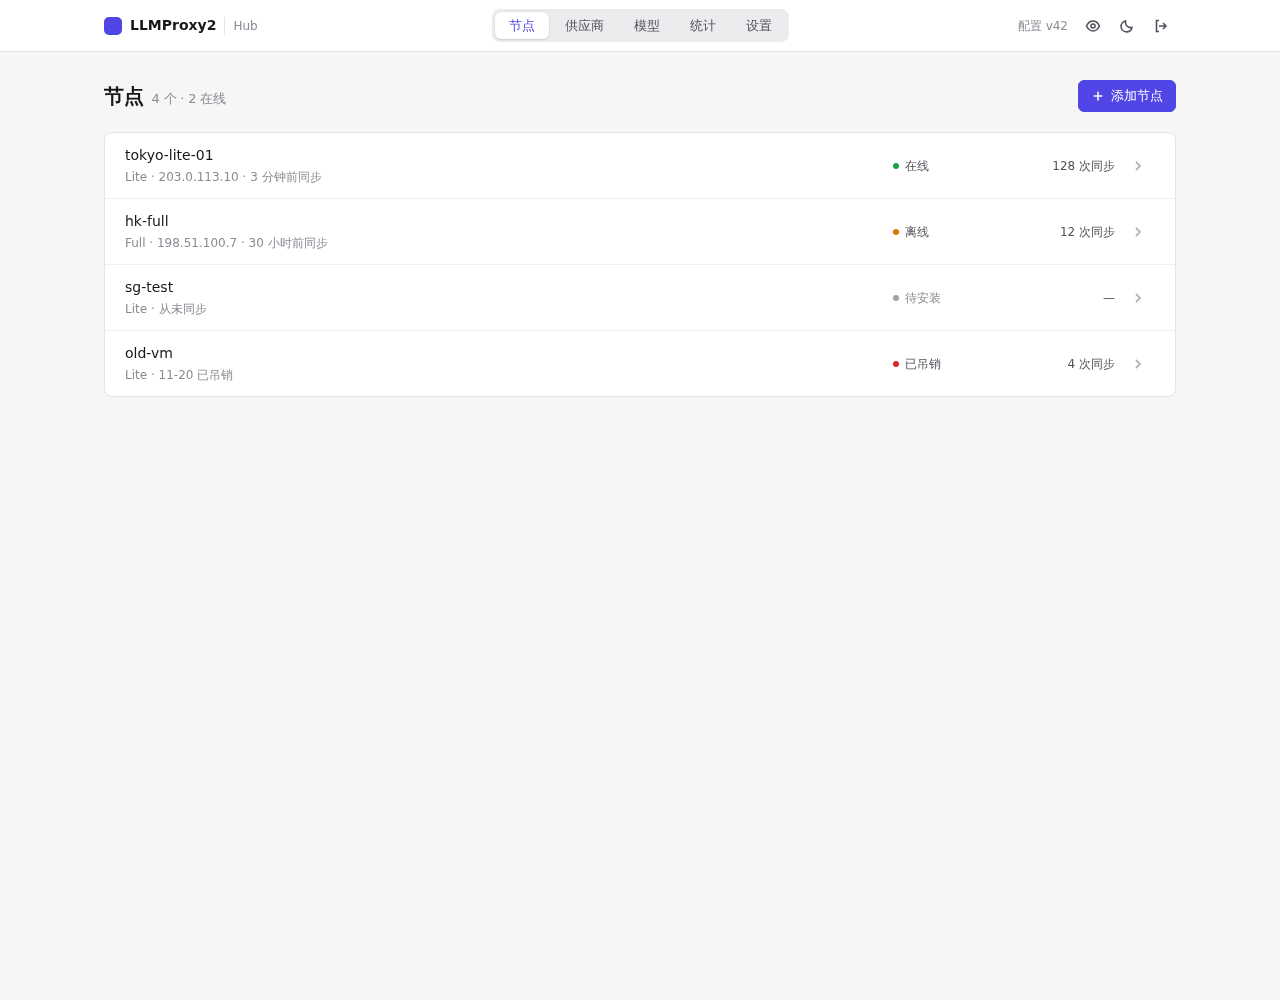 LLMProxy2 Hub 节点 供应商 模型 统计 设置 配置 v42
节点 4 个 · 2 在线 添加节点
tokyo-lite-01
Lite · 203.0.113.10 · 3 分钟前同步
在线 128 次同步
hk-full
Full · 198.51.100.7 · 30 小时前同步
离线 12 次同步
sg-test
Lite · 从未同步
待安装 —
old-vm
Lite · 11-20 已吊销
已吊销 4 次同步